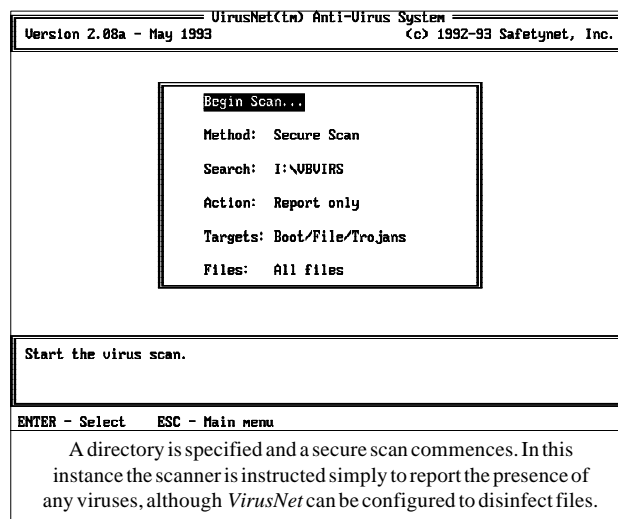 VirusNet(tm) Anti-Virus System
Version 2.08a - May 1993 (c) 1992-93 Safetynet, Inc.
Begin Scan...
Method: Secure Scan
Search: I:\VBVIRS
Action: Report only
Targets: Boot/File/Trojans
Files: All files
Start the virus scan.
ENTER - Select ESC - Main menu
A directory is specified and a secure scan commences. In this
instance the scanner is instructed simply to report the presence of
any viruses, although VirusNet can be configured to disinfect files.